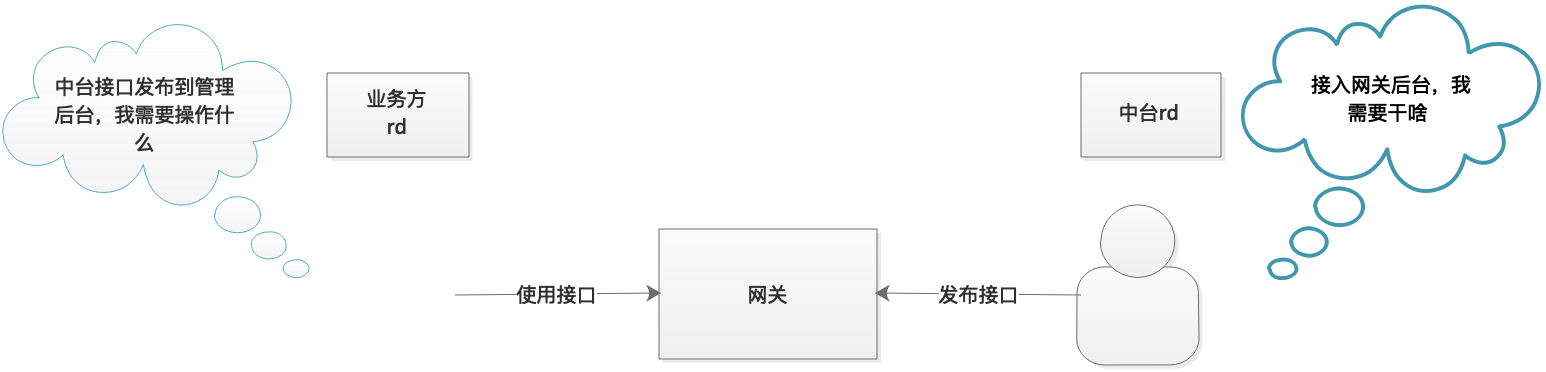 中台接口发布到管理
后台，我需要操作什
么
业务方
rd
中台rd
接入网关后台，我
需要干啥
使用接口
网关
发布接口